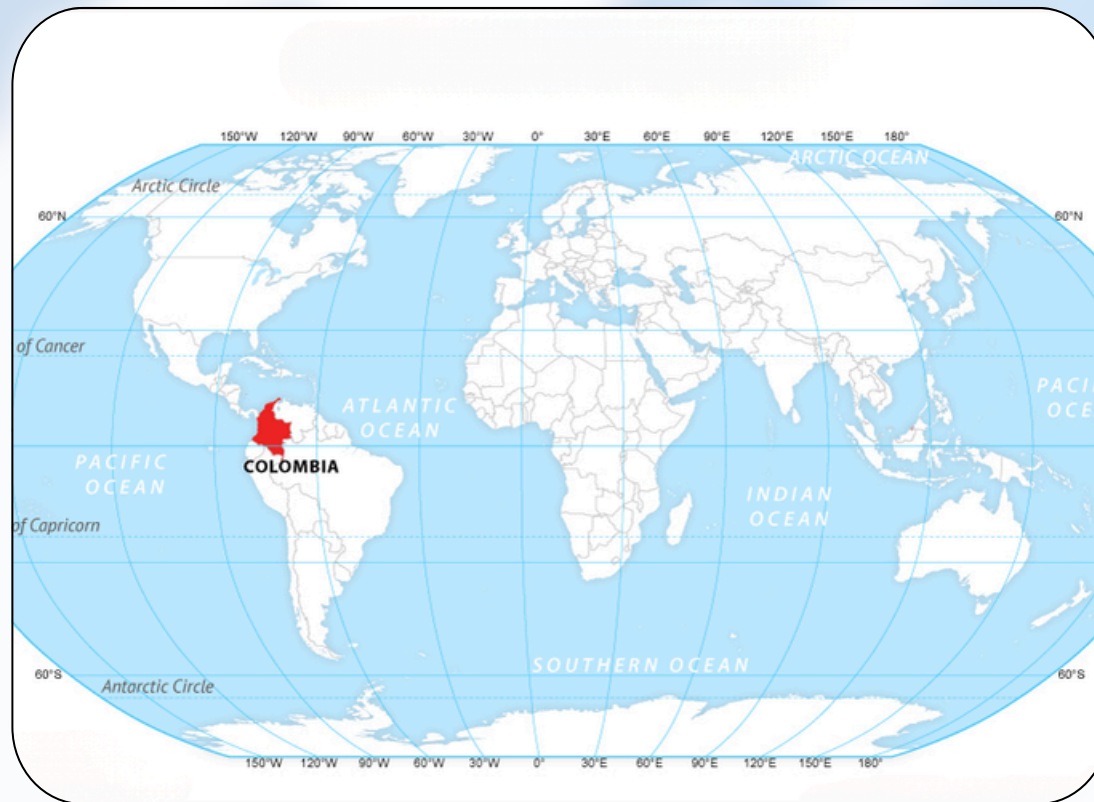 150°W 120°W 90°W 60°W 30°W 0° 30°E 60°E 90°E 120°E 150°E 180°
ARCTIC OCEAN
Arctic Circle
60°N 60°N
of Cancer
ATLANTIC
OCEAN
PACIFI
OCEA
COLOMBIA
PACIFIC
OCEAN
INDIAN
OCEAN
of Capricorn
SOUTHERN OCEAN
60°S 60°S
Antarctic Circle
150°W 120°W 90°W 60°W 30°W 0° 30°E 60°E 90°E 120°E 150°E 180°